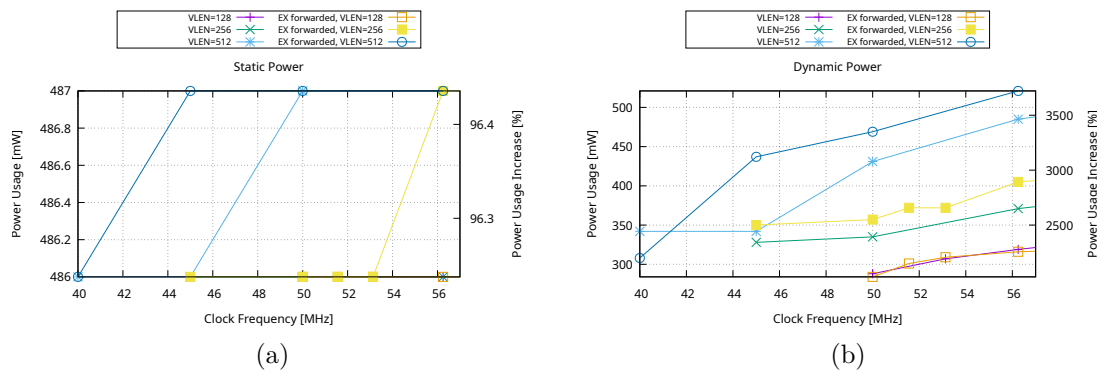 VLEN=128 EX forwarded, VLEN=128
VLEN=256 EX forwarded, VLEN=256
VLEN=512 EX forwarded, VLEN=512
Static Power
487
486.8
486.6
486.4
486.2
486
Power Usage [mW]
96.4
96.3
Power Usage Increase [%]
40 42 44 46 48 50 52 54 56
Clock Frequency [MHz]
(a)
VLEN=128 EX forwarded, VLEN=128
VLEN=256 EX forwarded, VLEN=256
VLEN=512 EX forwarded, VLEN=512
Dynamic Power
500
450
400
350
300
Power Usage [mW]
3500
3000
2500
Power Usage Increase [%]
40 42 44 46 48 50 52 54 56
Clock Frequency [MHz]
(b)